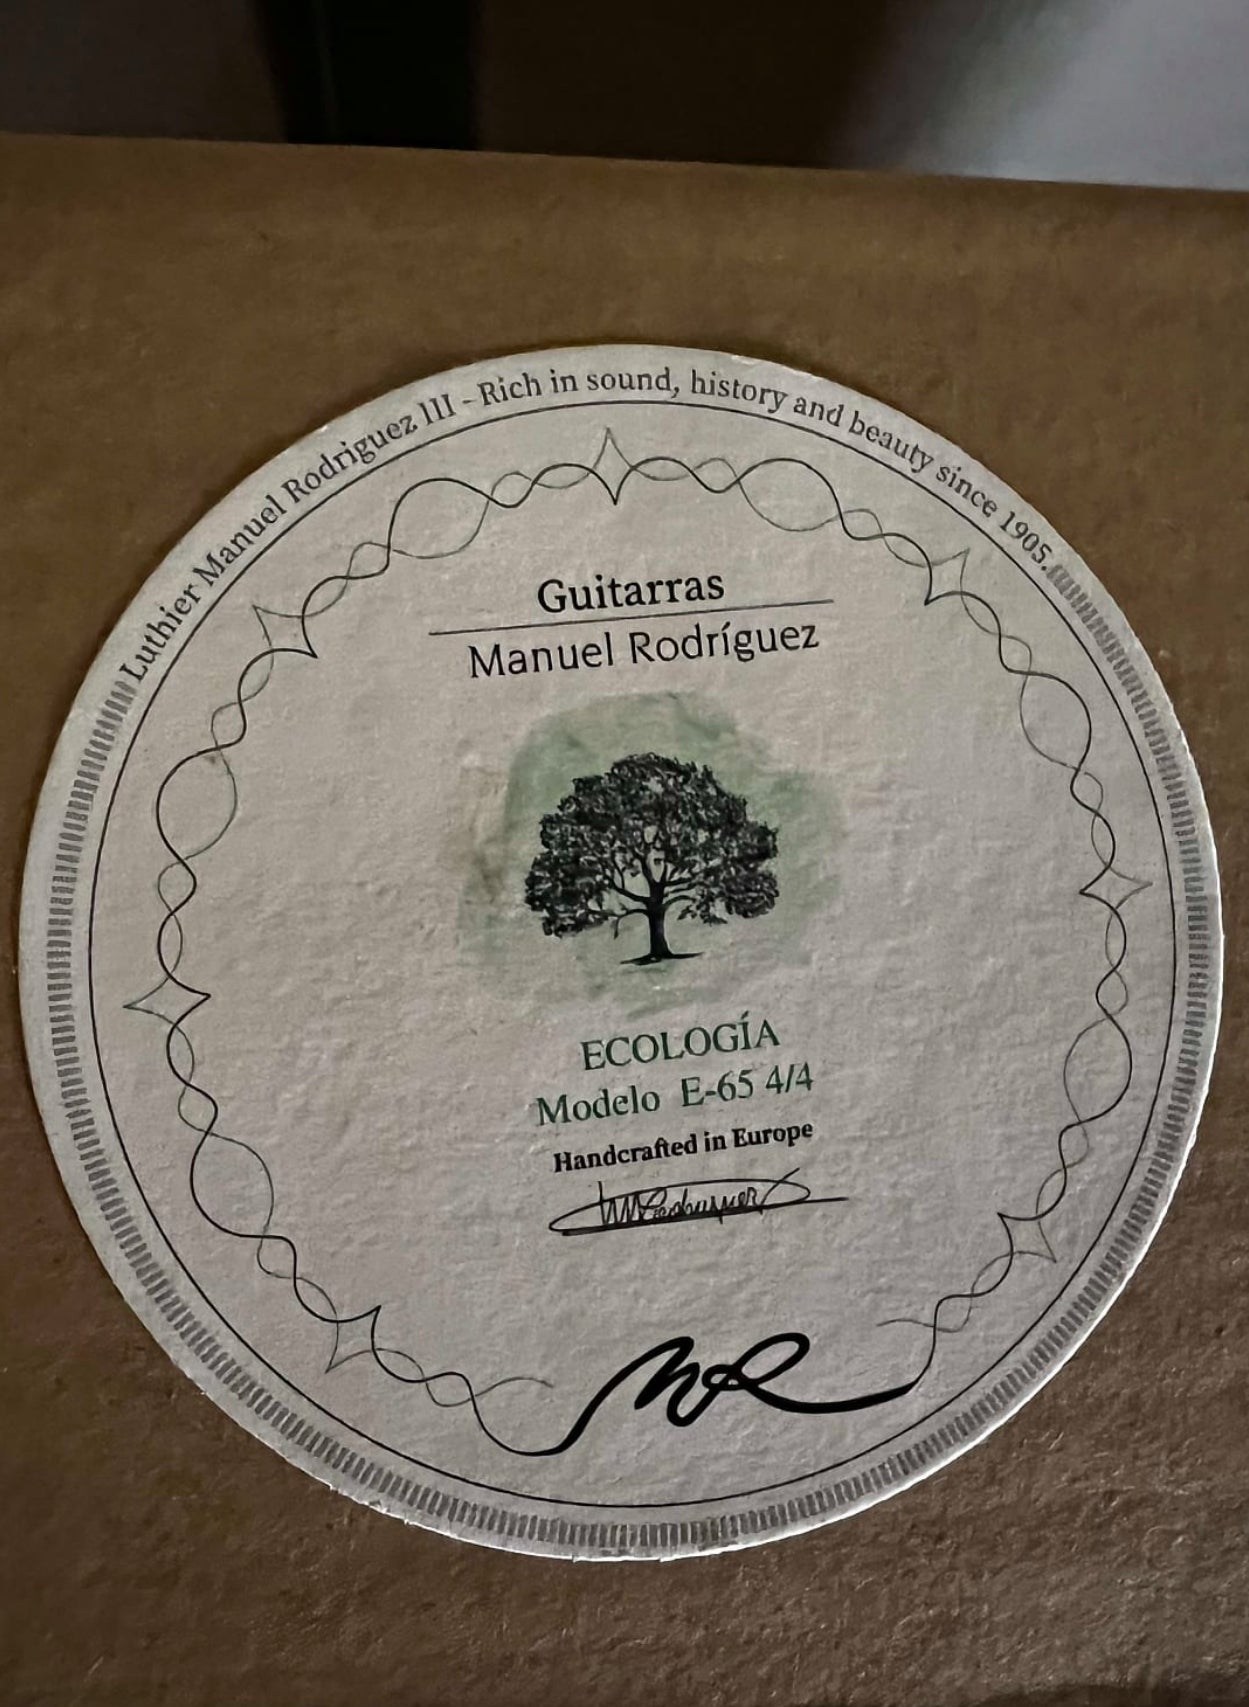 Luthier Manuel Rodriguez III - Rich in sound, history and beauty since 1905.
Guitarras
Manuel Rodríguez
ECOLOGÍA
Modelo E-65 4/4
Handcrafted in Europe
MR